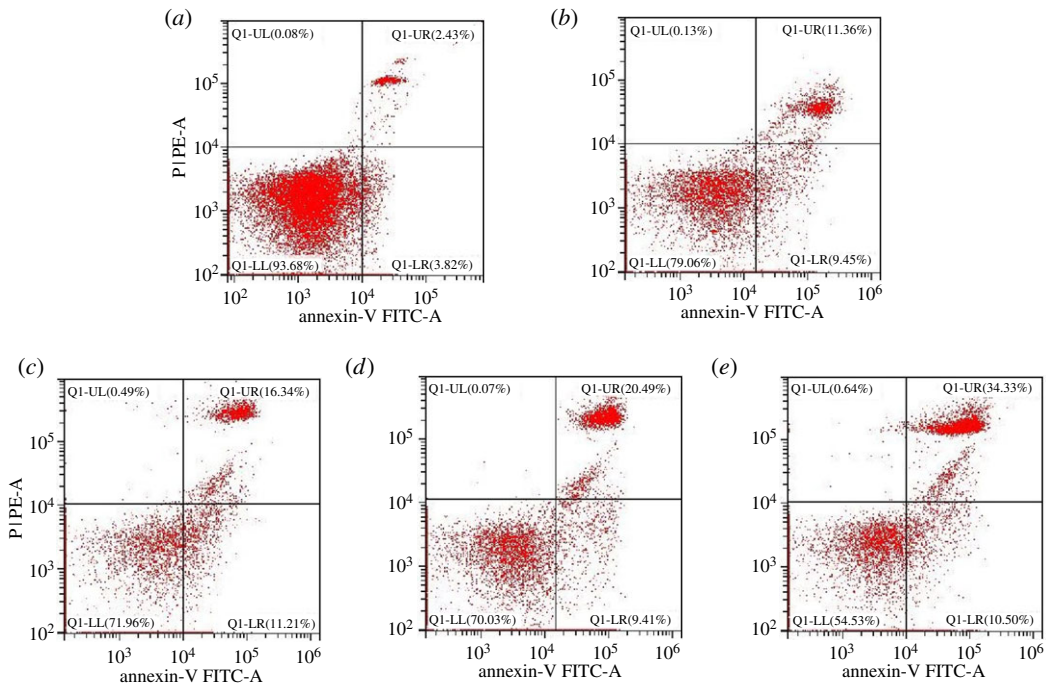 (a)
Q1-UL(0.08%) Q1-UR(2.43%)
10^5
10^4
10^3
10^2
P|PE-A
Q1-LL(93.68%) Q1-LR(3.82%)
10^2 10^3 10^4 10^5
annexin-V FITC-A
(b)
Q1-UL(0.13%) Q1-UR(11.36%)
10^5
10^4
10^3
10^2
Q1-LL(79.06%) Q1-LR(9.45%)
10^3 10^4 10^5 10^6
annexin-V FITC-A
(c)
Q1-UL(0.49%) Q1-UR(16.34%)
10^5
10^4
10^3
10^2
P|PE-A
Q1-LL(71.96%) Q1-LR(11.21%)
10^3 10^4 10^5 10^6
annexin-V FITC-A
(d)
Q1-UL(0.07%) Q1-UR(20.49%)
10^5
10^4
10^3
10^2
Q1-LL(70.03%) Q1-LR(9.41%)
10^3 10^4 10^5 10^6
annexin-V FITC-A
(e)
Q1-UL(0.64%) Q1-UR(34.33%)
10^5
10^4
10^3
10^2
Q1-LL(54.53%) Q1-LR(10.50%)
10^3 10^4 10^5 10^6
annexin-V FITC-A